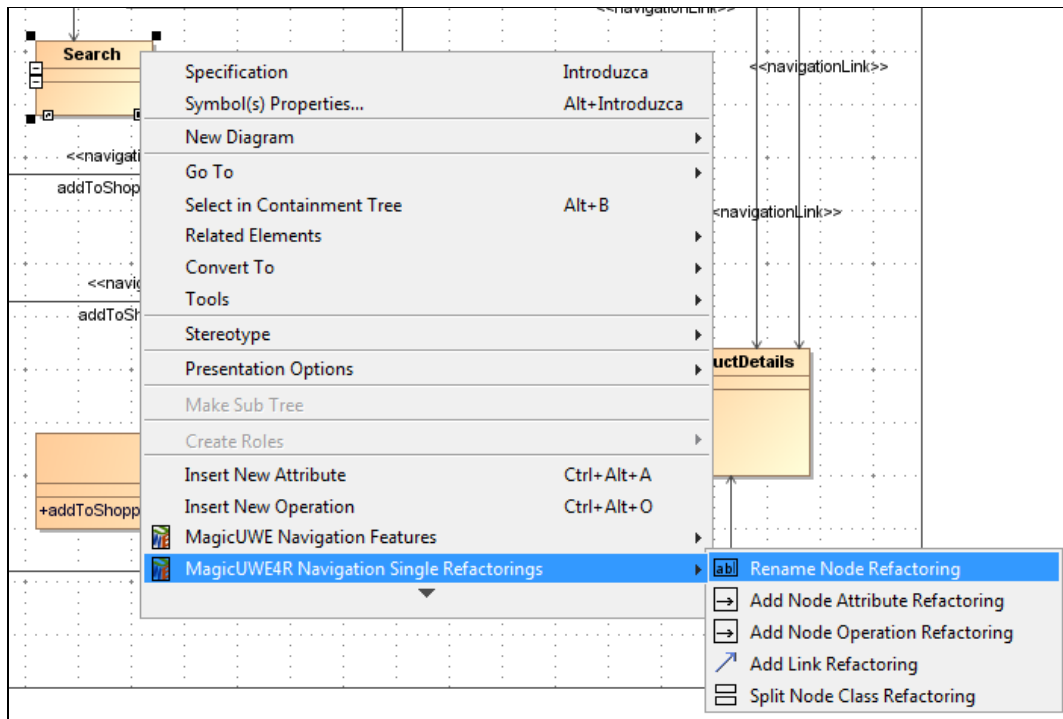 <<navigationLink>>
Search
<<navigationLink>>
Specification Introduzca
Symbol(s) Properties... Alt+Introduzca
New Diagram
<<navigati
Go To
addToShop
Select in Containment Tree Alt+B
<navigationLink>>
Related Elements
Convert To
<<navig
Tools
addToSh
Stereotype
Presentation Options
uctDetails
Make Sub Tree
Create Roles
Insert New Attribute Ctrl+Alt+A
Insert New Operation Ctrl+Alt+O
+addToShopp
MagicUWE Navigation Features
MagicUWE4R Navigation Single Refactorings
Rename Node Refactoring
Add Node Attribute Refactoring
Add Node Operation Refactoring
Add Link Refactoring
Split Node Class Refactoring